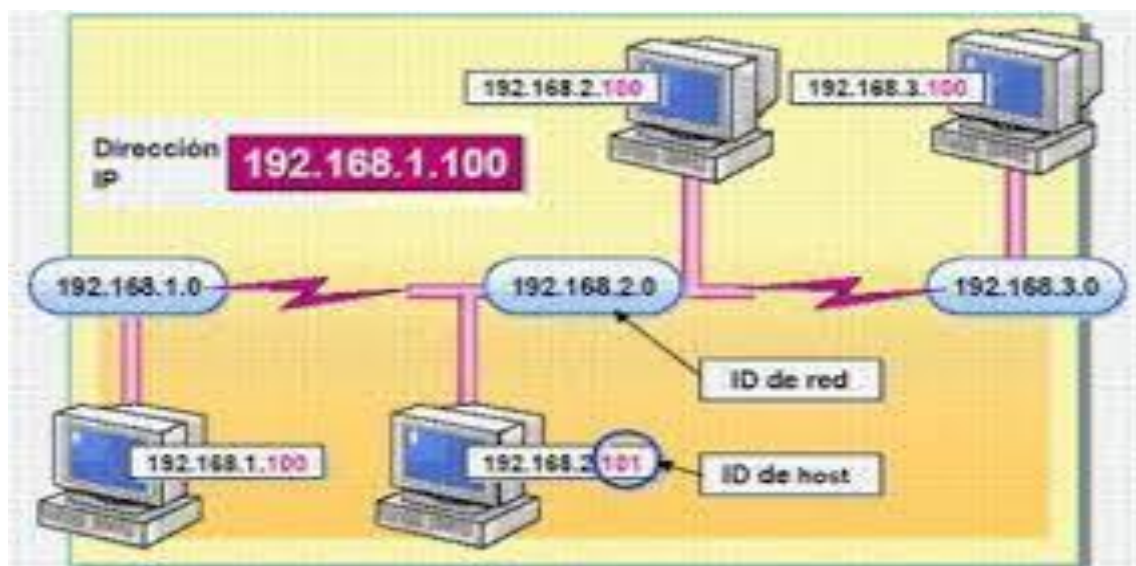 192.168.2.100
192.168.3.100
Dirección
IP
192.168.1.100
192.168.1.0
192.168.2.0
192.168.3.0
ID de red
192.168.1.100
192.168.2.101
ID de host